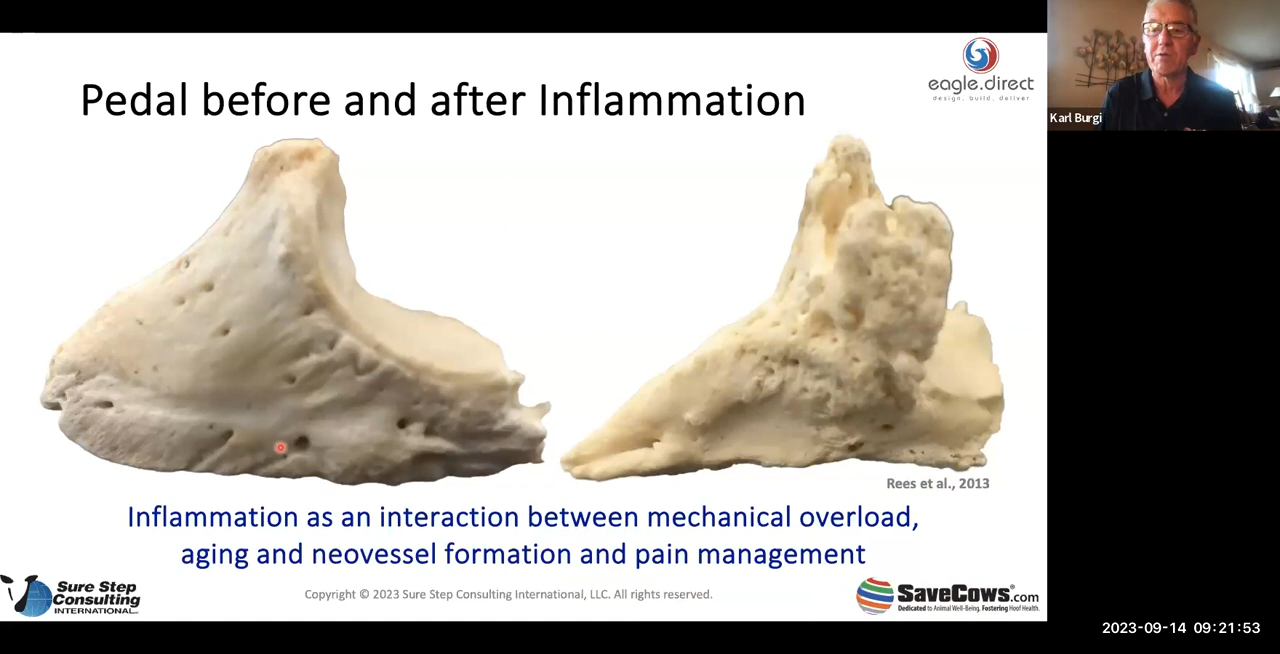 Pedal before and after Inflammation
eagle.direct
design. build. deliver
Karl Burgi
Rees et al., 2013
Inflammation as an interaction between mechanical overload,
aging and neovessel formation and pain management
Sure Step
Consulting
INTERNATIONAL
Copyright © 2023 Sure Step Consulting International, LLC. All rights reserved.
SaveCows.com
Dedicated to Animal Well-Being. Fostering Hoof Health.
2023-09-14 09:21:53